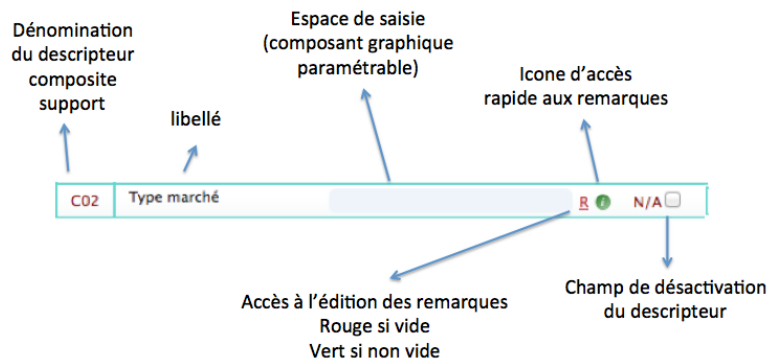 Dénomination
du descripteur
composite
support
libellé
Espace de saisie
(composant graphique
paramétrable)
Icone d'accès
rapide aux remarques
C02
Type marché
R
i
N/A
Accès à l'édition des remarques
Rouge si vide
Vert si non vide
Champ de désactivation
du descripteur